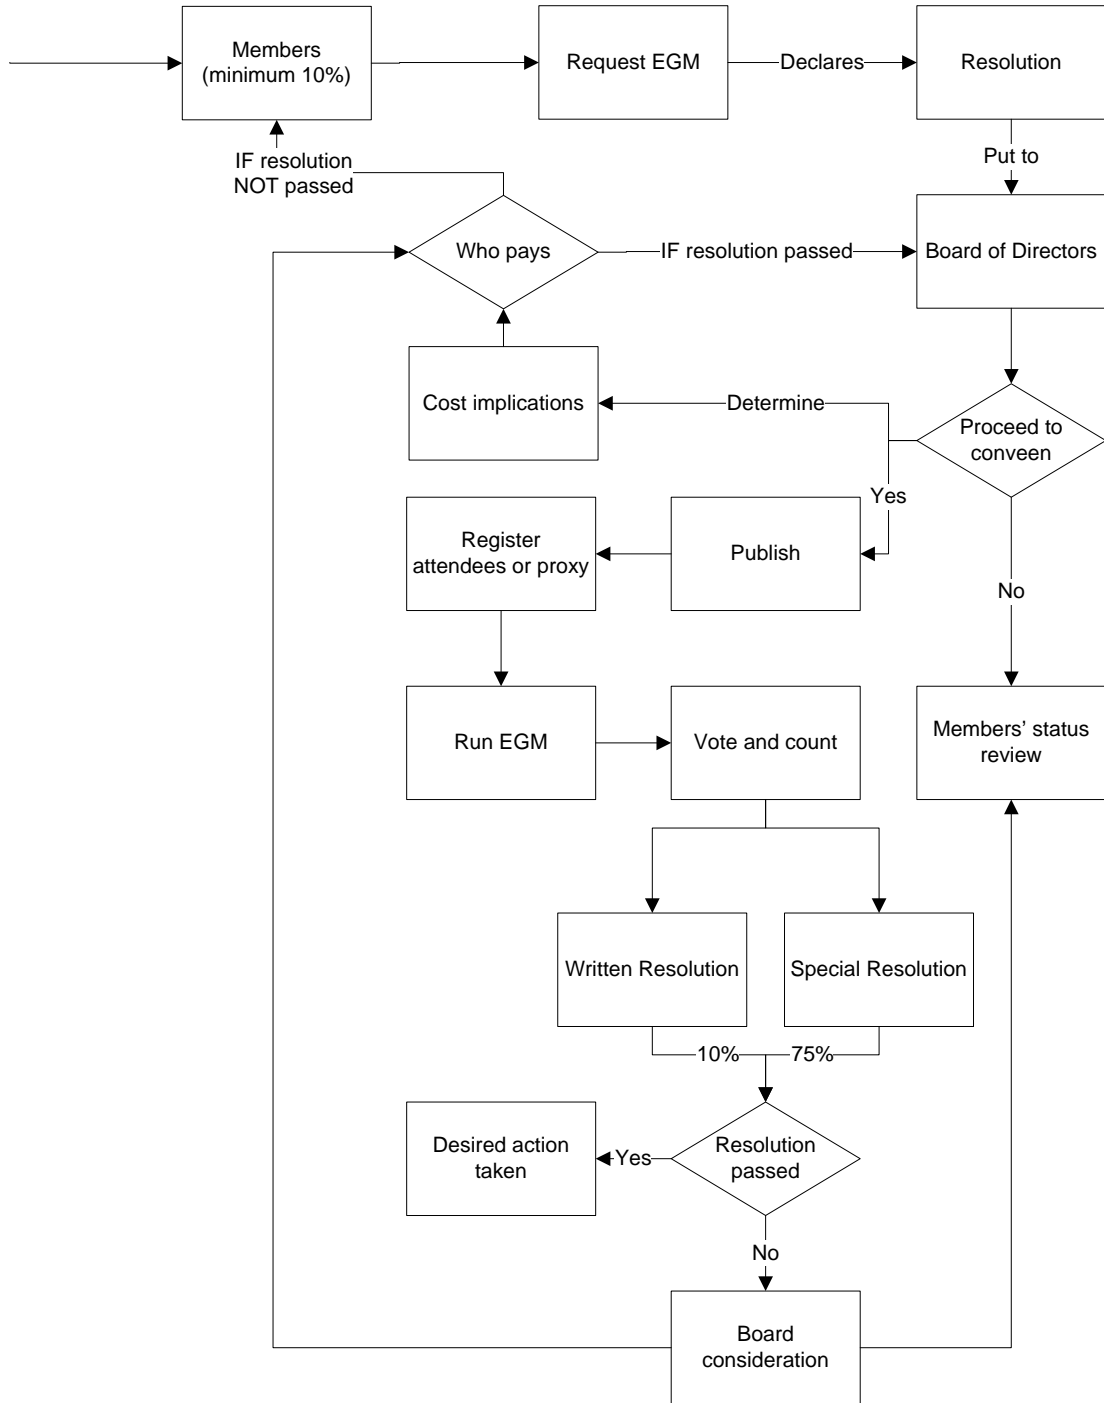 Members
(minimum 10%)
Request EGM
Declares
Resolution
IF resolution
NOT passed
Put to
Who pays
IF resolution passed
Board of Directors
Cost implications
Determine
Proceed to
conveen
Yes
Register
attendees or proxy
Publish
No
Run EGM
Vote and count
Members’ status
review
Written Resolution
Special Resolution
10%
75%
Desired action
taken
Yes
Resolution
passed
No
Board
consideration